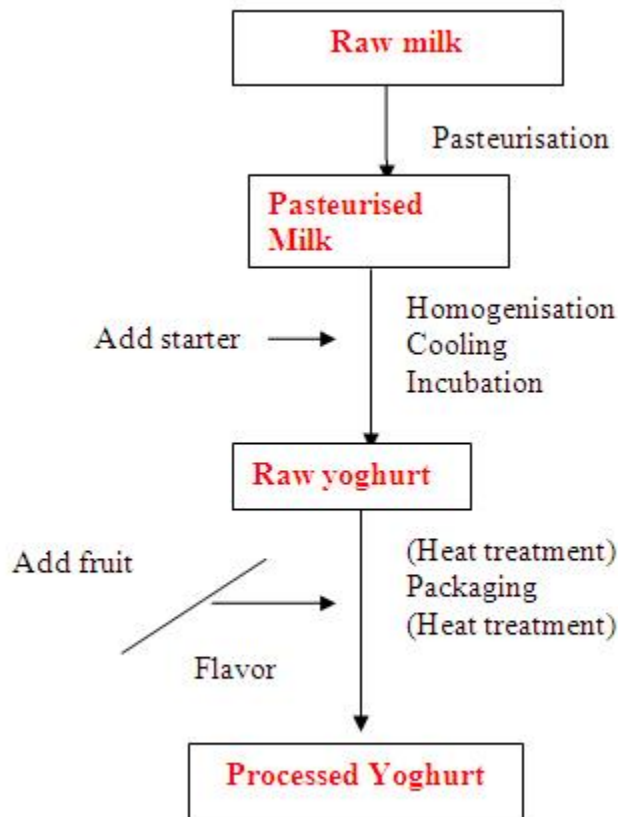 Raw milk
Pasteurisation
Pasteurised
Milk
Add starter
Homogenisation
Cooling
Incubation
Raw yoghurt
Add fruit
Flavor
(Heat treatment)
Packaging
(Heat treatment)
Processed Yoghurt